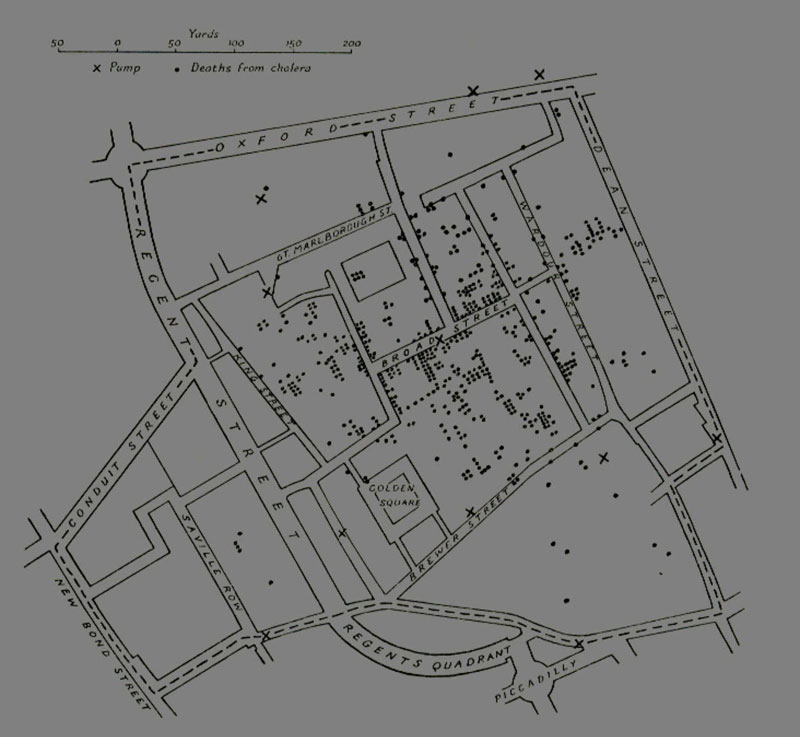 Yards
50 0 50 100 150 200
× Pump • Deaths from cholera
OXFORD STREET
DEAN STREET
GT. MARLBOROUGH ST
WARDOUR STREET
REGENT STREET
BROAD STREET
KING STREET
CONDUIT STREET
GOLDEN
SQUARE
BREWER STREET
SAVILLE ROW
NEW BOND STREET
REGENTS QUADRANT
PICCADILLY